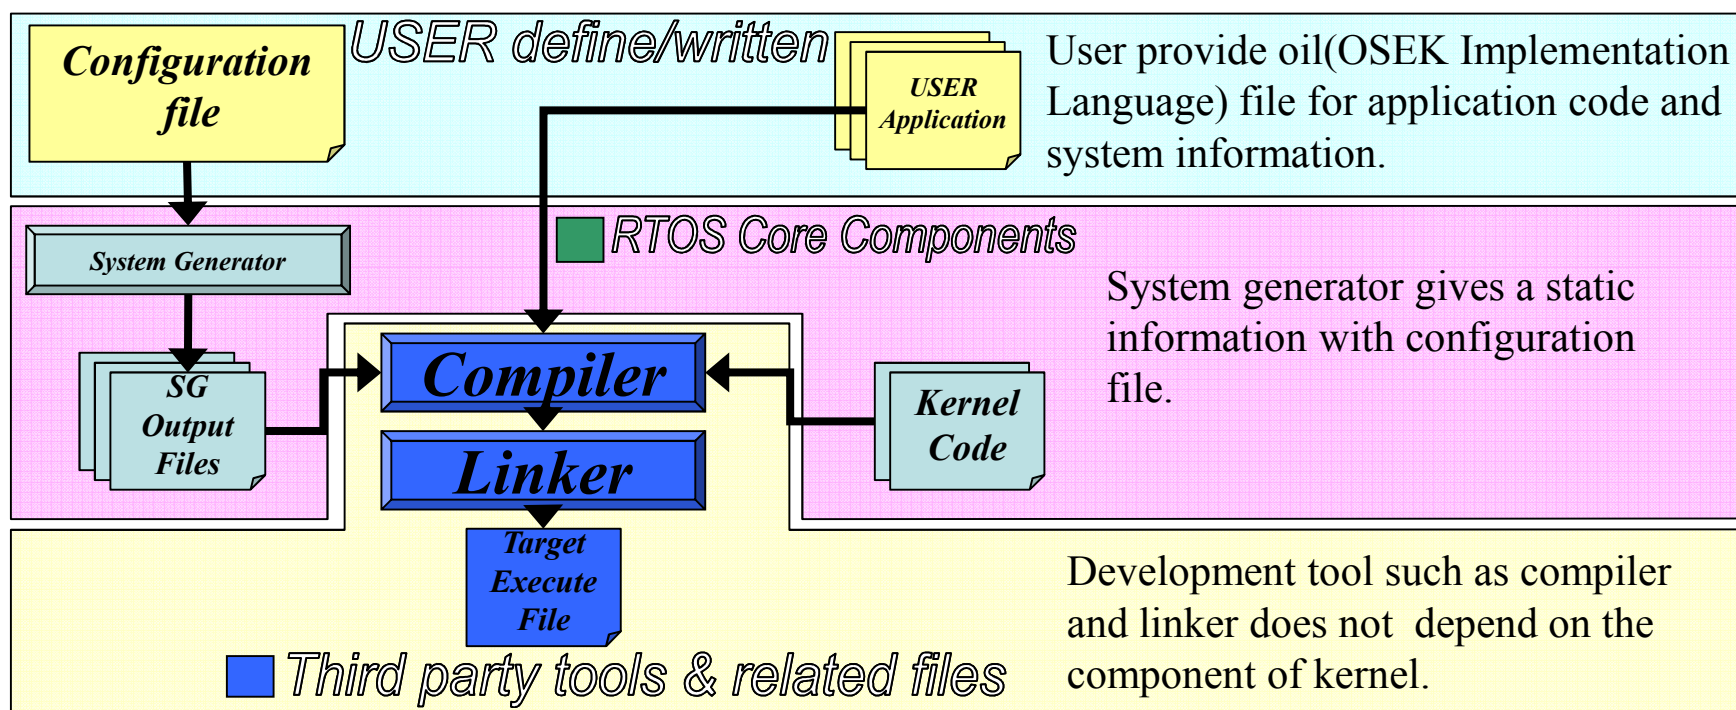 Configuration
file
USER define/written
USER
Application
User provide oil(OSEK Implementation
Language) file for application code and
system information.
System Generator
RTOS Core Components
System generator gives a static
information with configuration
file.
SG
Output
Files
Compiler
Linker
Kernel
Code
Target
Execute
File
Development tool such as compiler
and linker does not  depend on the
component of kernel.
Third party tools & related files